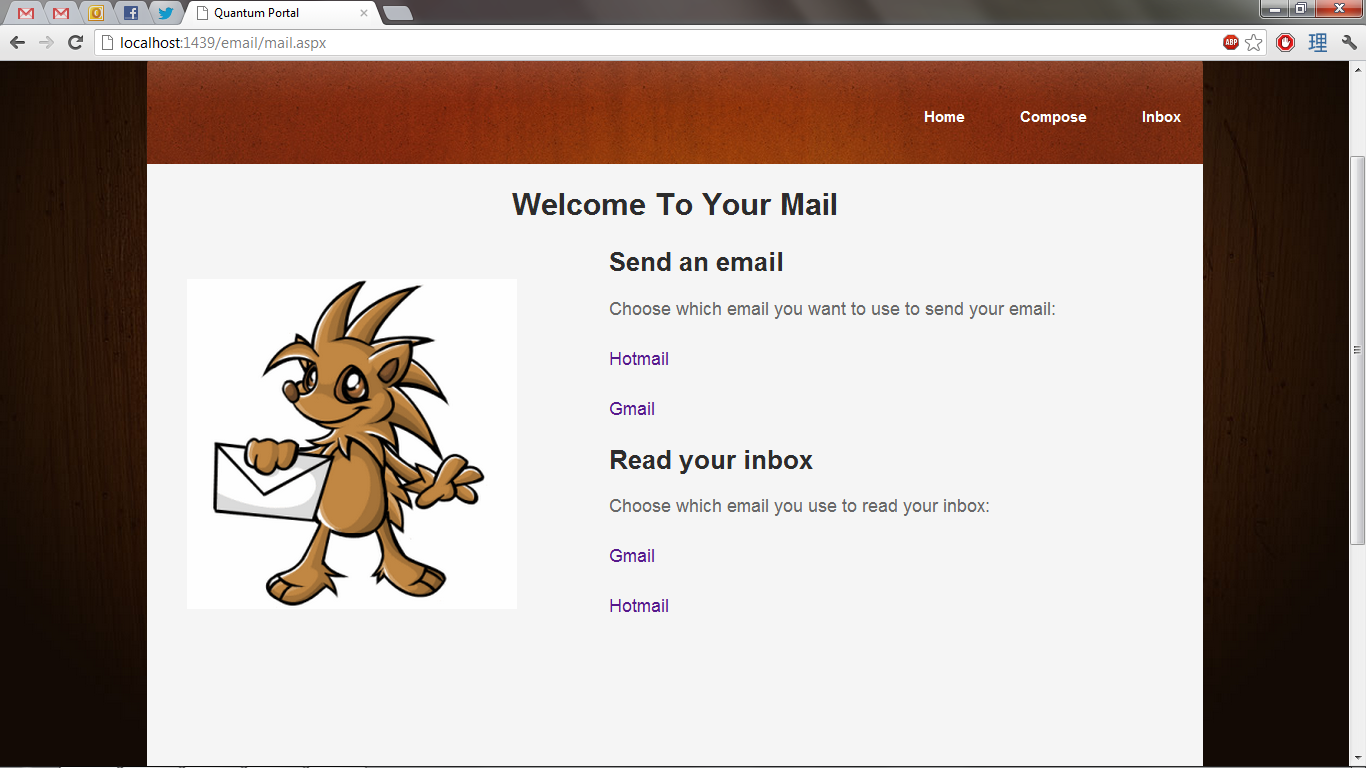 Quantum Portal
localhost:1439/email/mail.aspx
ABP
理
Home Compose Inbox
Welcome To Your Mail
Send an email
Choose which email you want to use to send your email:
Hotmail
Gmail
Read your inbox
Choose which email you use to read your inbox:
Gmail
Hotmail